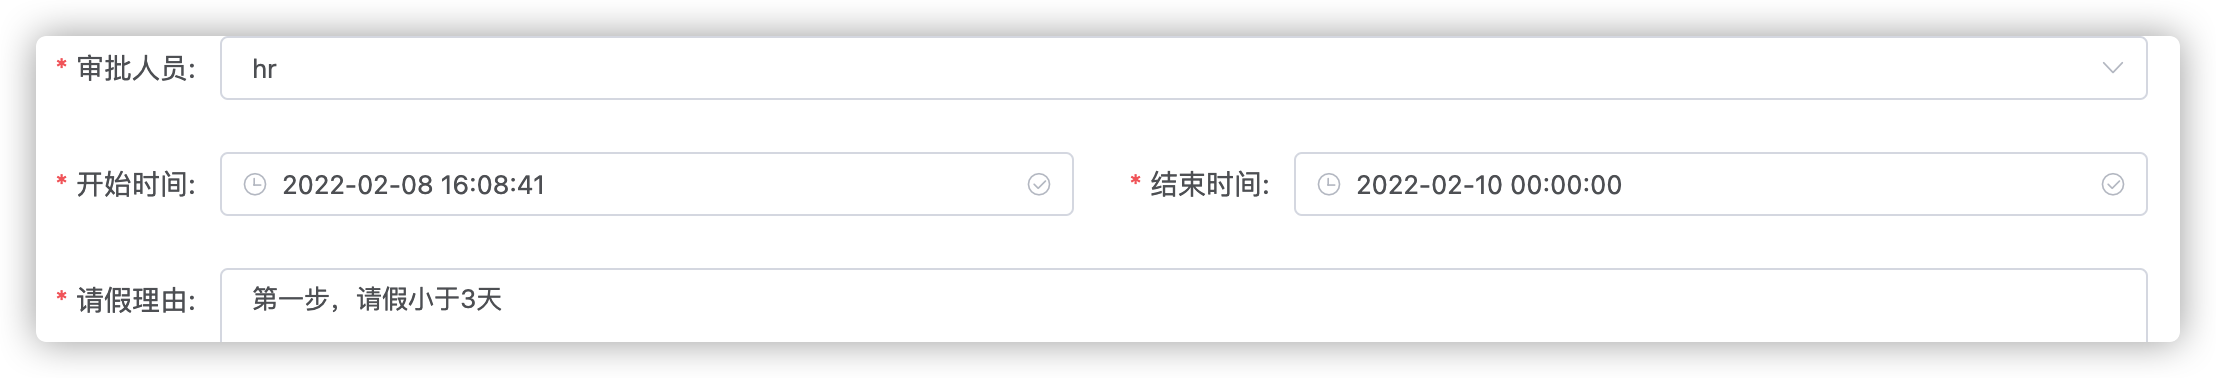 * 审批人员: hr
* 开始时间: 2022-02-08 16:08:41 * 结束时间: 2022-02-10 00:00:00
* 请假理由: 第一步，请假小于3天